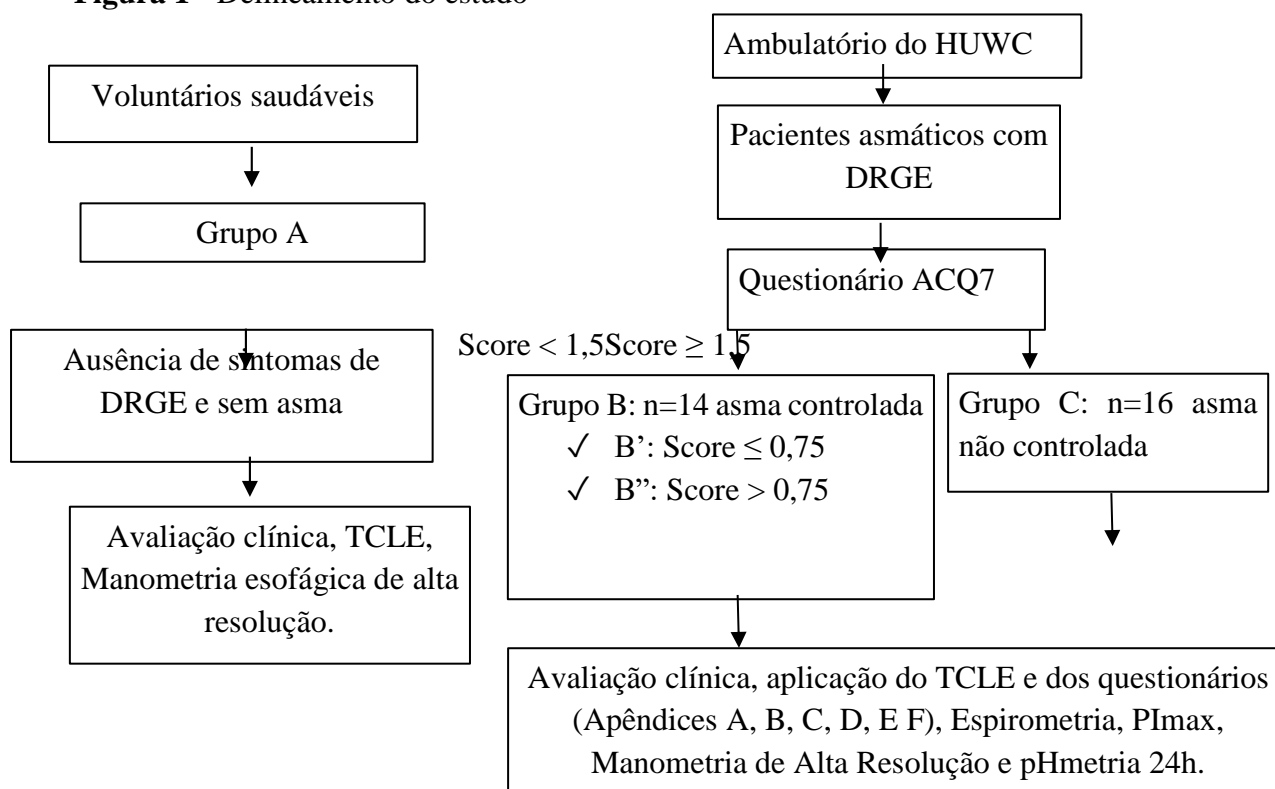 Figura 1 Delineamento do estudo
Voluntários saudáveis
Grupo A
Ausência de sintomas de
DRGE e sem asma
Avaliação clínica, TCLE,
Manometria esofágica de alta
resolução.
Ambulatório do HUWC
Pacientes asmáticos com
DRGE
Questionário ACQ7
Score < 1,5Score ≥ 1,5
Grupo B: n=14 asma controlada
✓ B’: Score ≤ 0,75
✓ B”: Score > 0,75
Grupo C: n=16 asma
não controlada
Avaliação clínica, aplicação do TCLE e dos questionários
(Apêndices A, B, C, D, E F), Espirometria, PImax,
Manometria de Alta Resolução e pHmetria 24h.